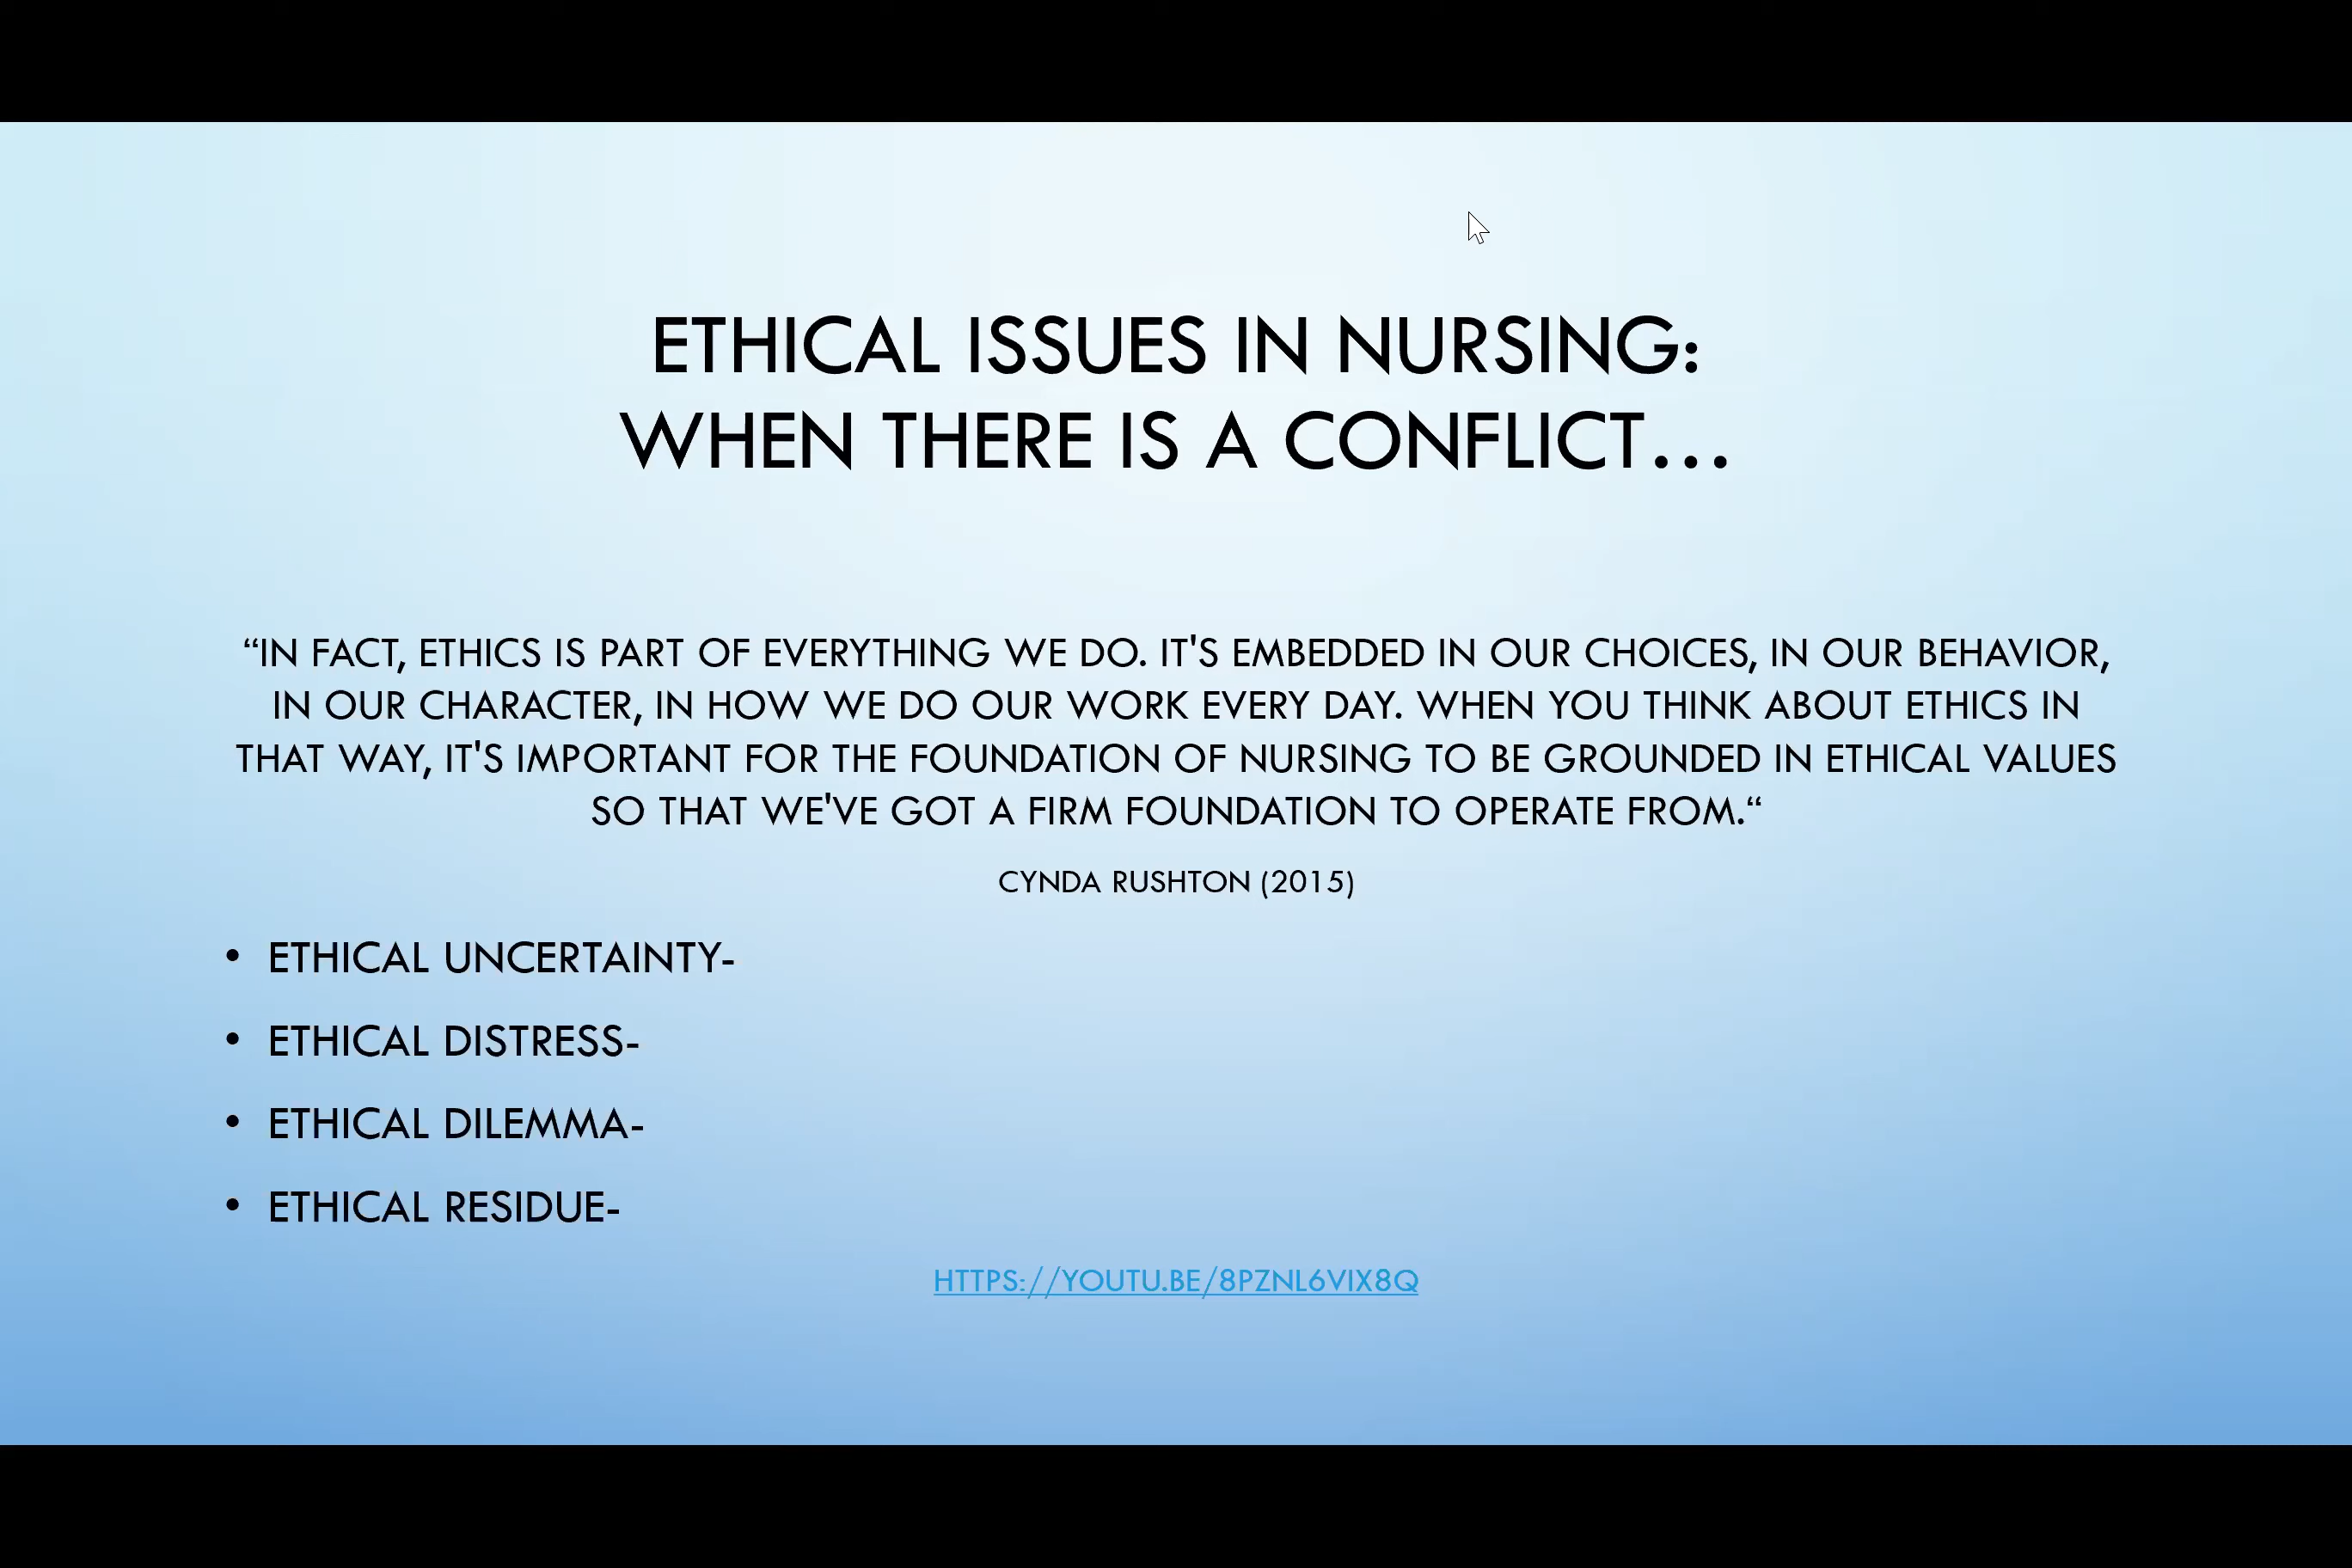 ETHICAL ISSUES IN NURSING:
WHEN THERE IS A CONFLICT…
“IN FACT, ETHICS IS PART OF EVERYTHING WE DO. IT'S EMBEDDED IN OUR CHOICES, IN OUR BEHAVIOR,
IN OUR CHARACTER, IN HOW WE DO OUR WORK EVERY DAY. WHEN YOU THINK ABOUT ETHICS IN
THAT WAY, IT'S IMPORTANT FOR THE FOUNDATION OF NURSING TO BE GROUNDED IN ETHICAL VALUES
SO THAT WE'VE GOT A FIRM FOUNDATION TO OPERATE FROM.“
CYNDA RUSHTON (2015)
• ETHICAL UNCERTAINTY-
• ETHICAL DISTRESS-
• ETHICAL DILEMMA-
• ETHICAL RESIDUE-
HTTPS://YOUTU.BE/8PZNL6VIX8Q